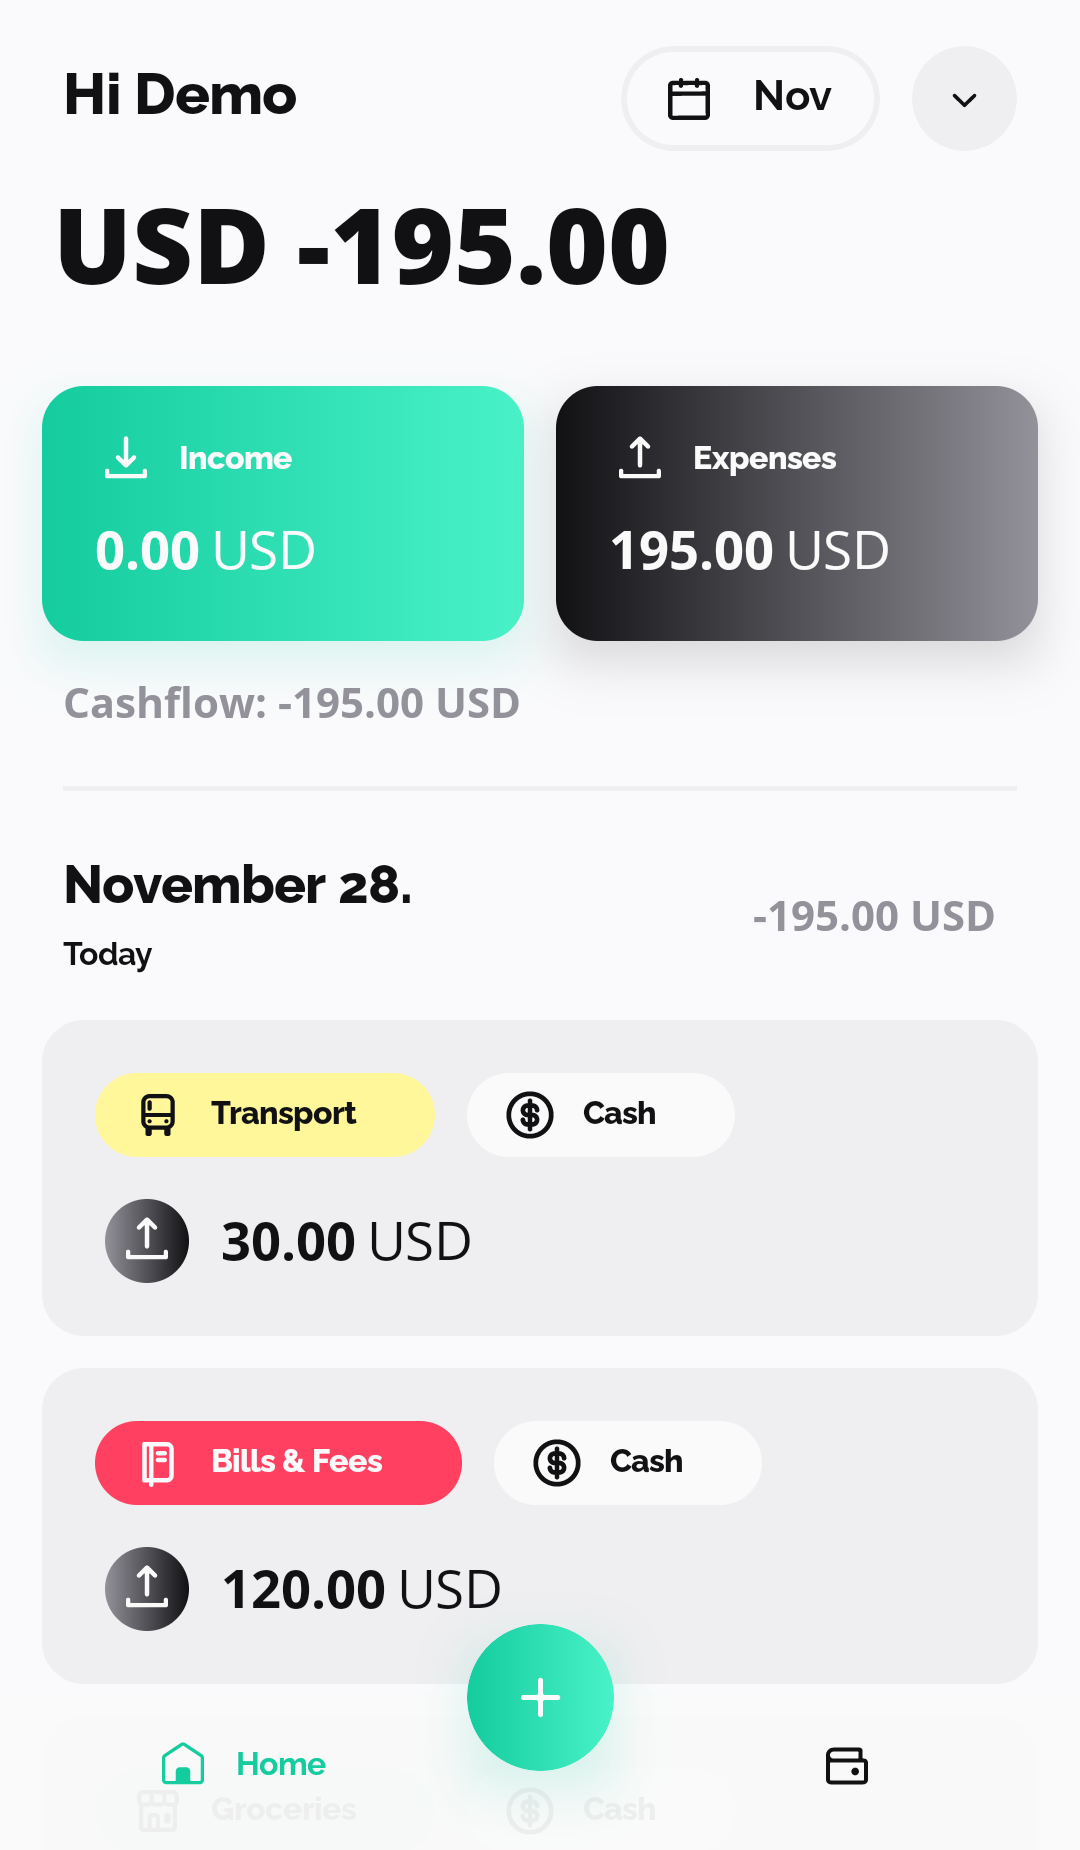 Hi Demo
Nov
USD -195.00
Income
Expenses
0.00 USD
195.00 USD
Cashflow: -195.00 USD
November 28.
-195.00 USD
Today
Transport
Cash
30.00 USD
Bills & Fees
Cash
120.00 USD
Home
Groceries
Cash